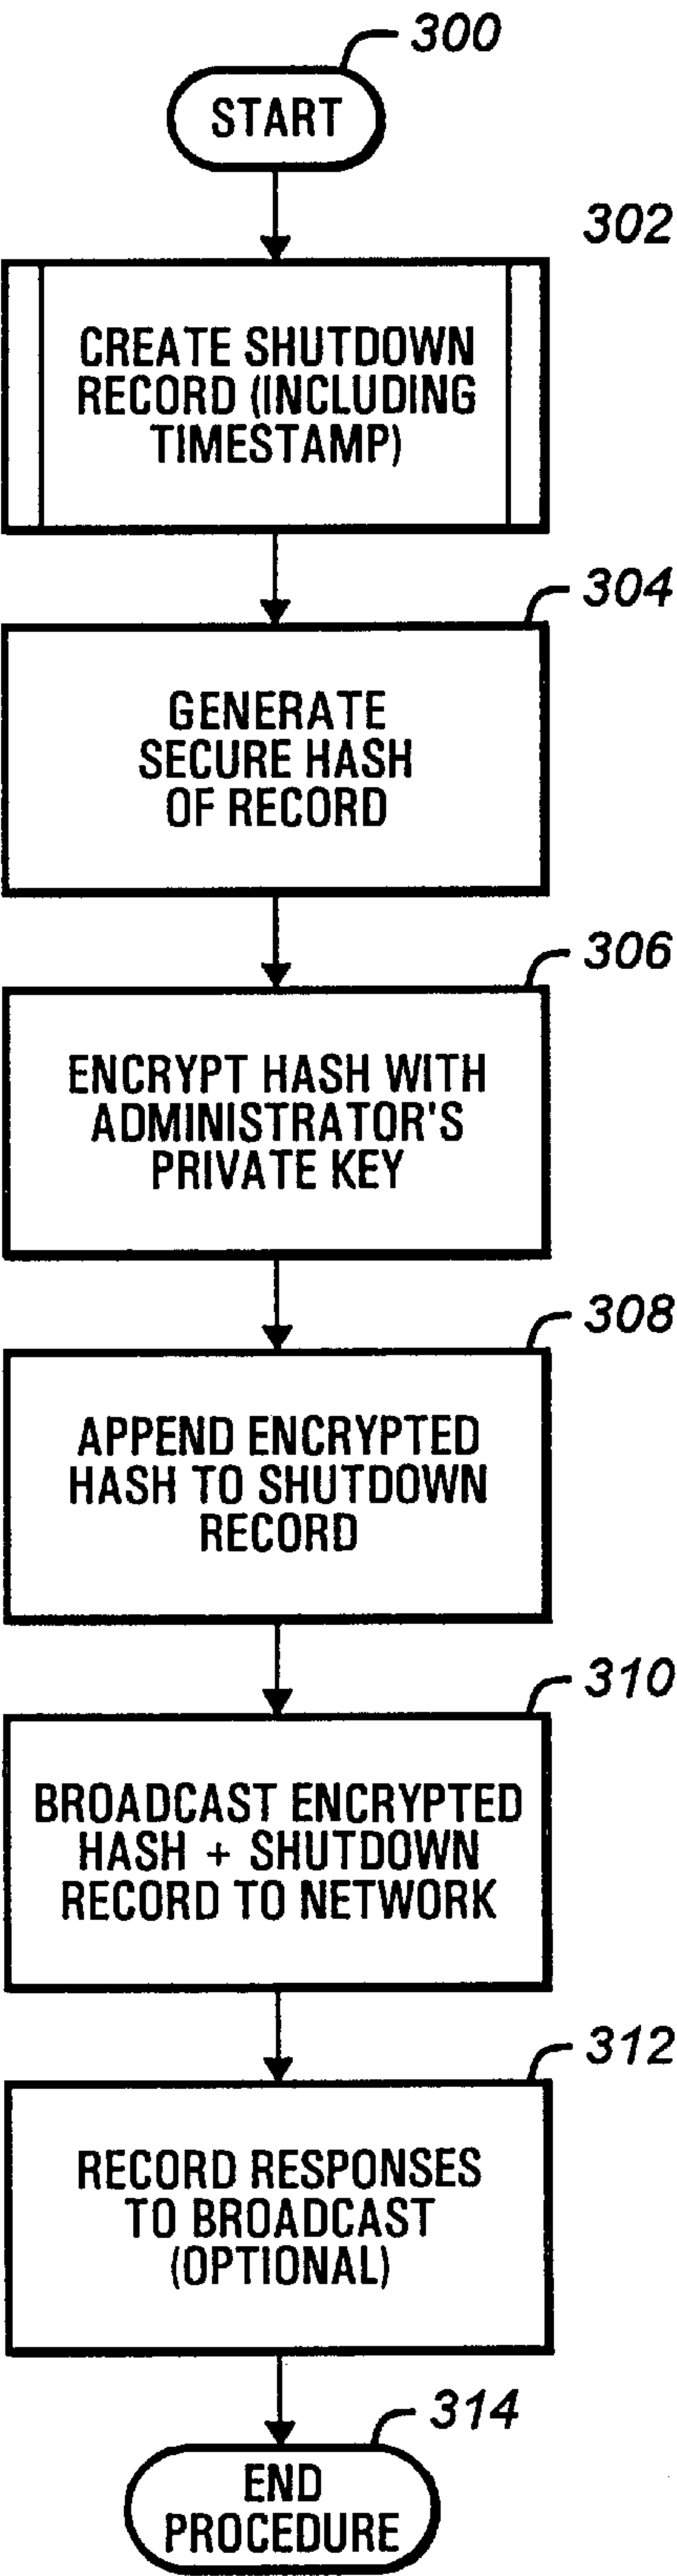 300
START
302
CREATE SHUTDOWN
RECORD (INCLUDING
TIMESTAMP)
304
GENERATE
SECURE HASH
OF RECORD
306
ENCRYPT HASH WITH
ADMINISTRATOR'S
PRIVATE KEY
308
APPEND ENCRYPTED
HASH TO SHUTDOWN
RECORD
310
BROADCAST ENCRYPTED
HASH + SHUTDOWN
RECORD TO NETWORK
312
RECORD RESPONSES
TO BROADCAST
(OPTIONAL)
314
END
PROCEDURE